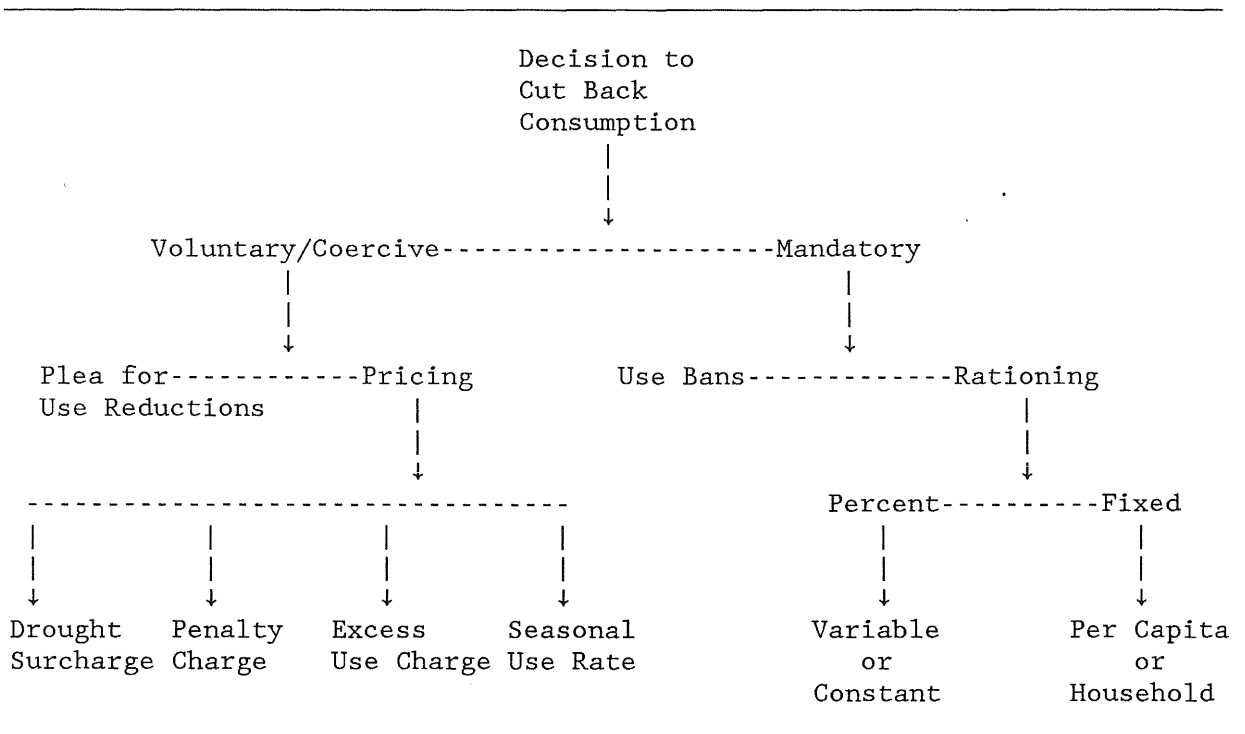 Decision to
Cut Back
Consumption
Voluntary/Coercive---------------------Mandatory
Plea for------------Pricing
Use Reductions
Use Bans-------------Rationing
Percent----------Fixed
Drought
Surcharge
Penalty
Charge
Excess
Use Charge
Seasonal
Use Rate
Variable
or
Constant
Per Capita
or
Household